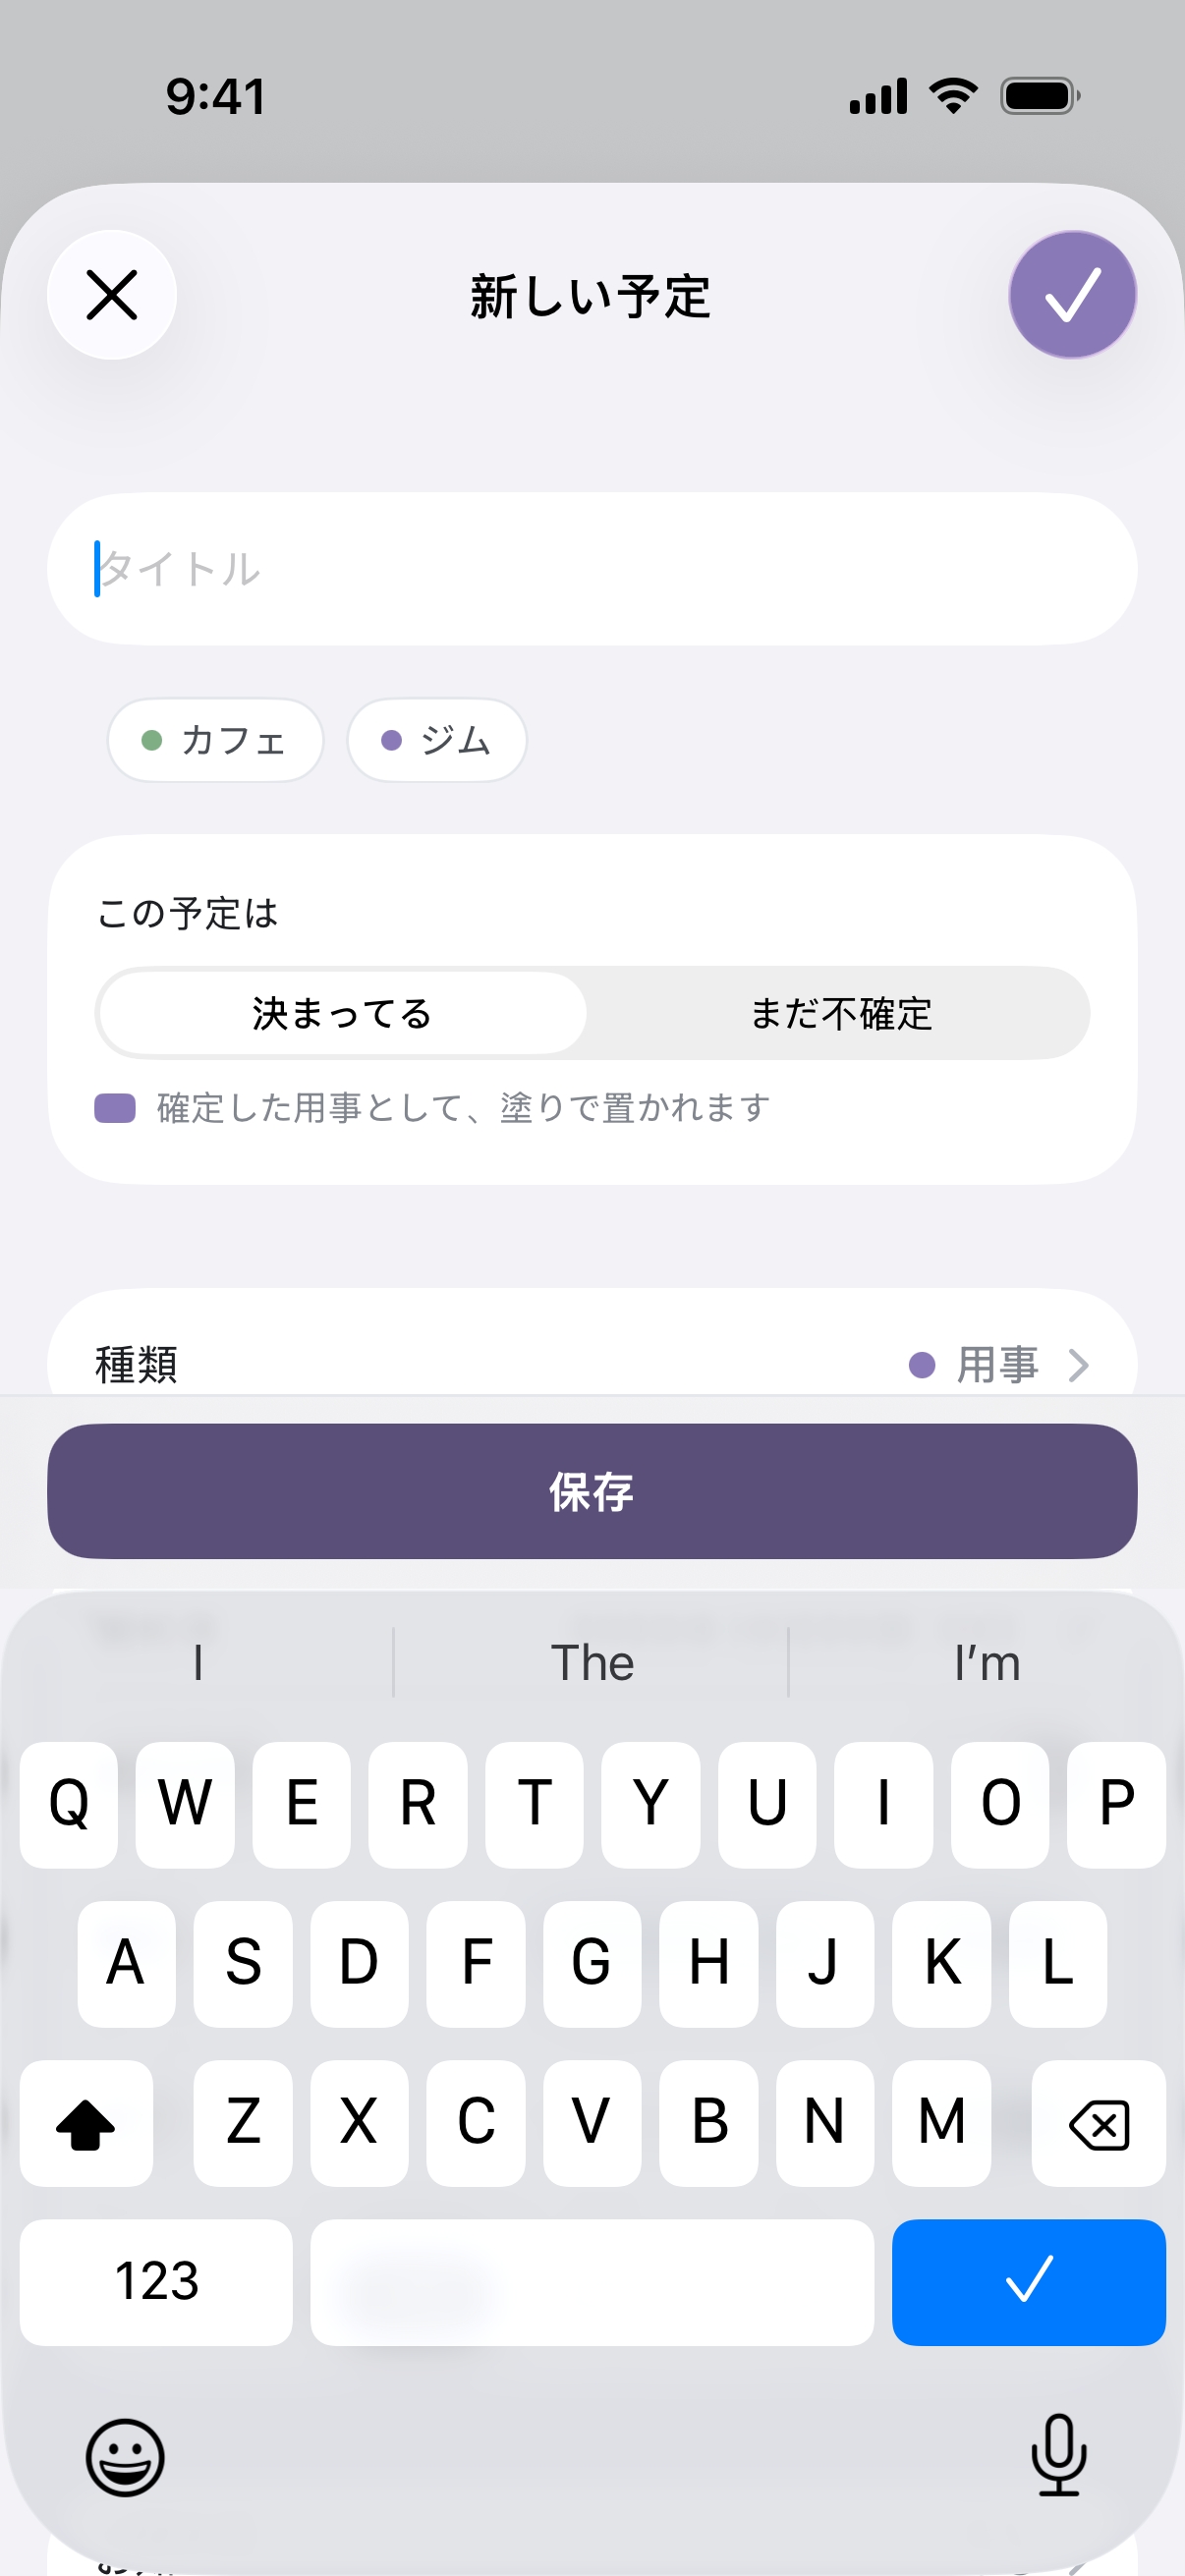 9:41
新しい予定
タイトル
カフェ ジム
この予定は
決まってる まだ不確定
確定した用事として、塗りで置かれます
種類 用事
保存
I The I'm
Q W E R T Y U I O P
A S D F G H J K L
Z X C V B N M
123